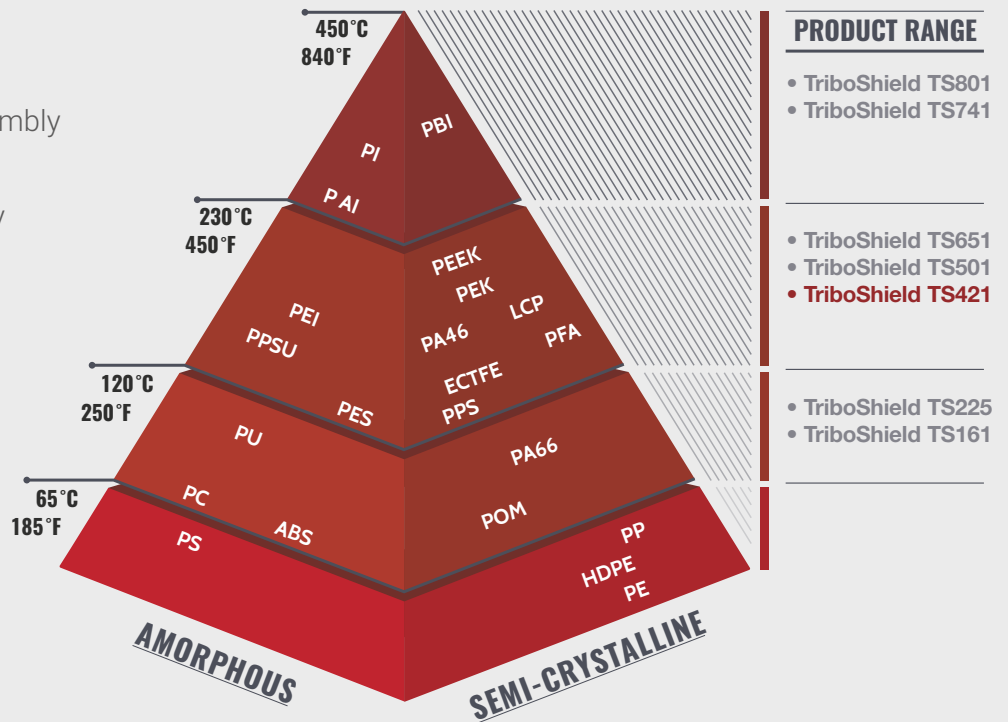 450°C
840°F
PRODUCT RANGE
• TriboShield TS801
• TriboShield TS741
mbly
PBI
PI
P AI
230°C
450°F
• TriboShield TS651
• TriboShield TS501
• TriboShield TS421
PEEK
PEK
LCP
PEI
PPSU
PA46
PFA
ECTFE
PES
PPS
120°C
250°F
• TriboShield TS225
• TriboShield TS161
PU
PA66
PC
POM
ABS
65°C
185°F
PS
PP
HDPE
PE
AMORPHOUS
SEMI-CRYSTALLINE